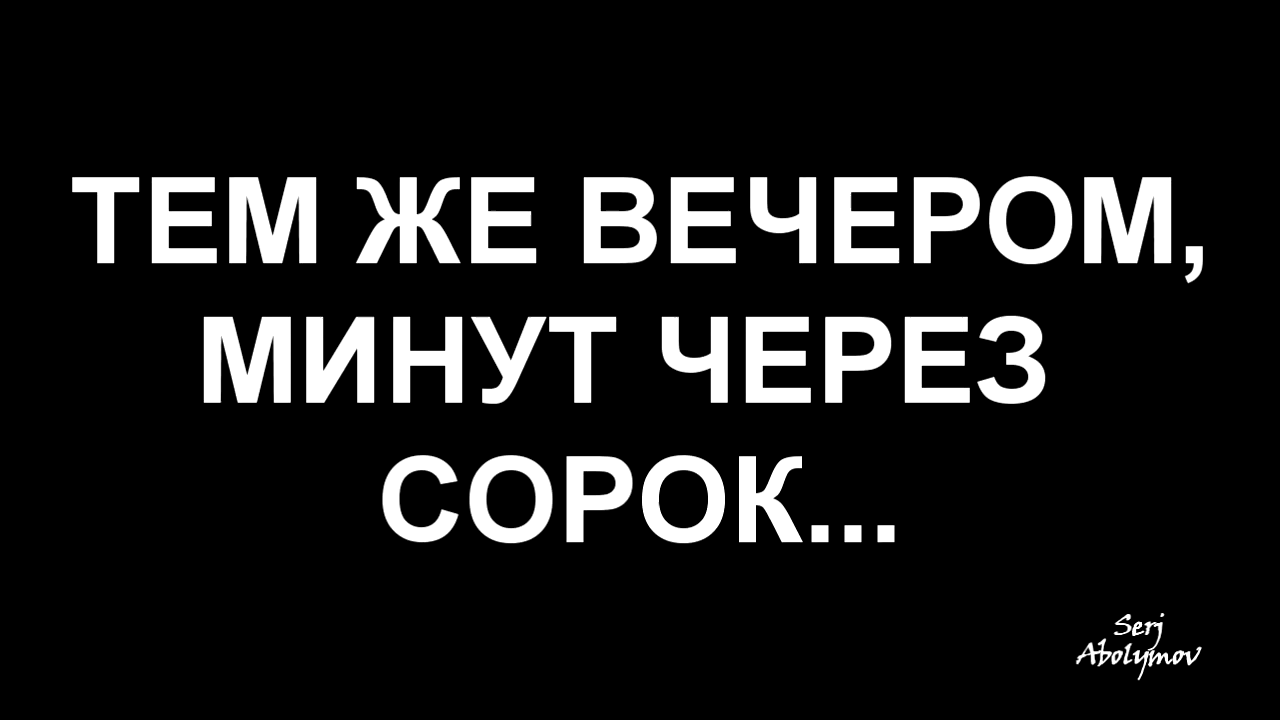 ТЕМ ЖЕ ВЕЧЕРОМ,
МИНУТ ЧЕРЕЗ
СОРОК...
Serj
Abolymov